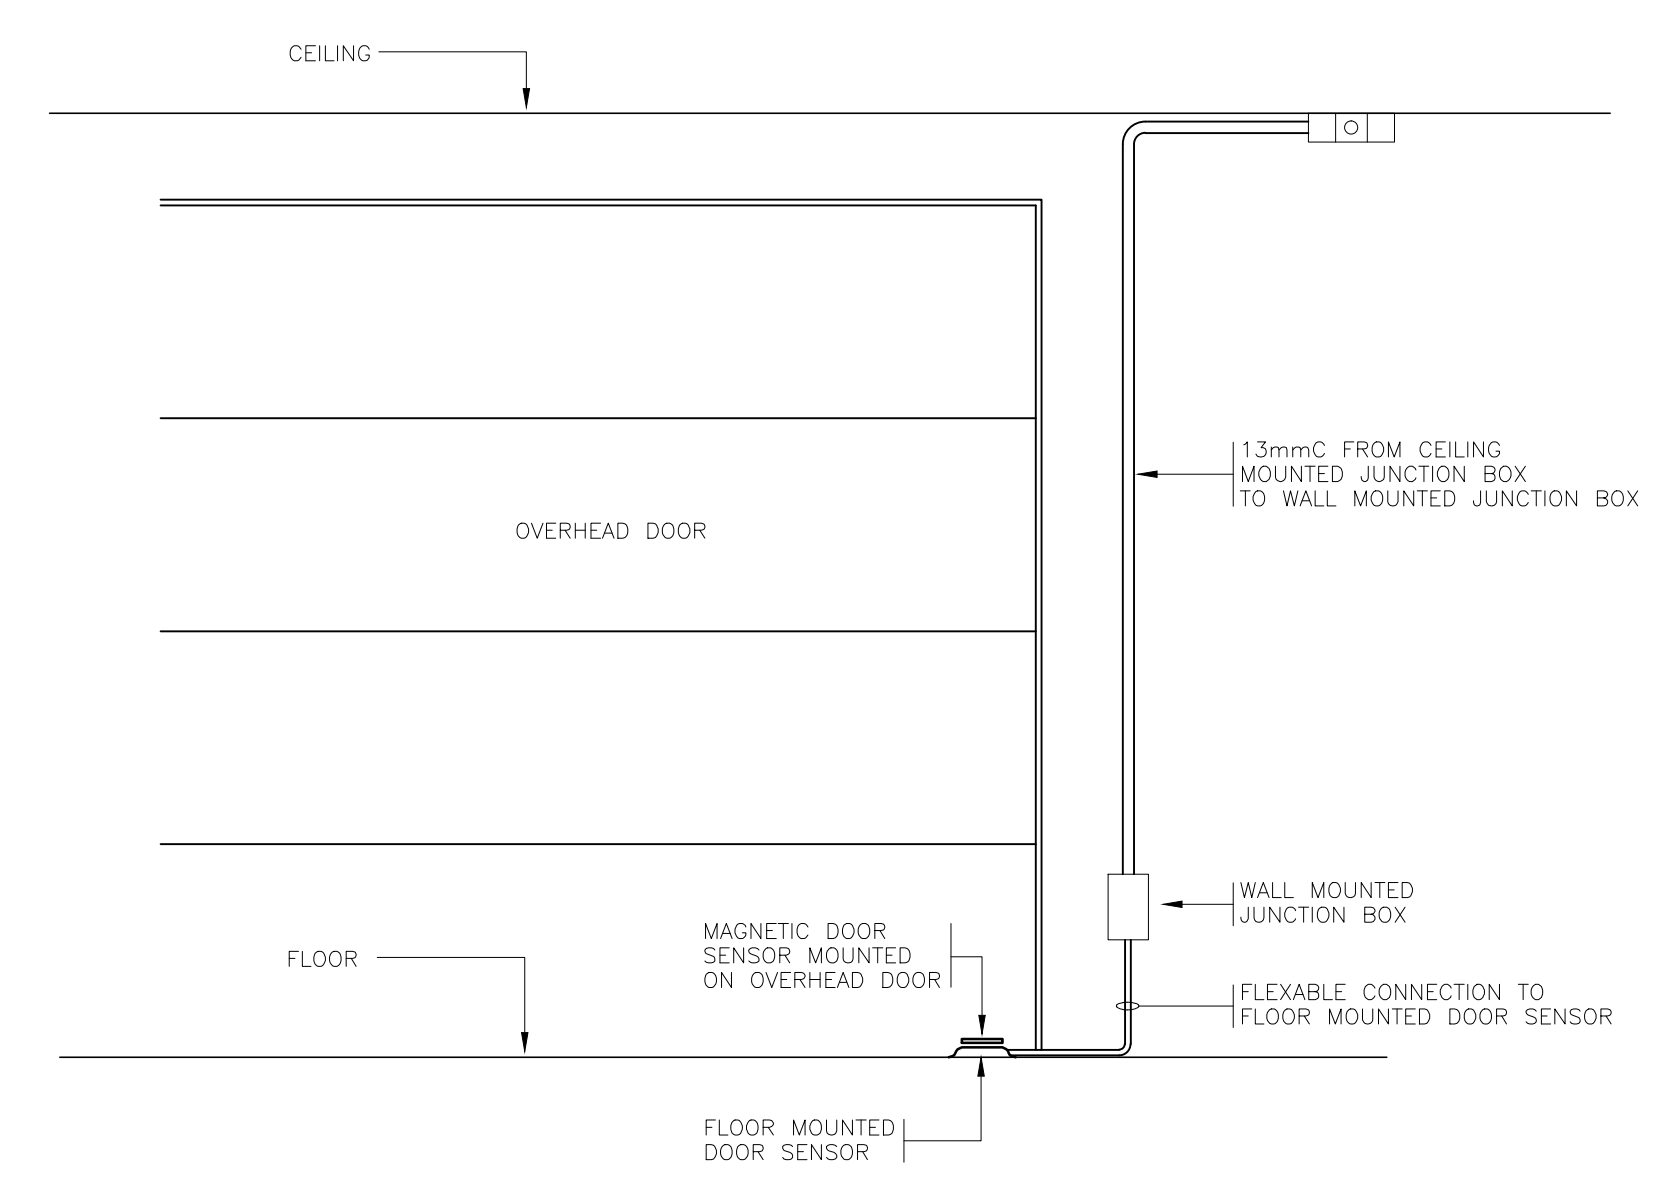 CEILING
13mmC FROM CEILING
MOUNTED JUNCTION BOX
TO WALL MOUNTED JUNCTION BOX
OVERHEAD DOOR
WALL MOUNTED
JUNCTION BOX
MAGNETIC DOOR
SENSOR MOUNTED
ON OVERHEAD DOOR
FLOOR
FLEXABLE CONNECTION TO
FLOOR MOUNTED DOOR SENSOR
FLOOR MOUNTED
DOOR SENSOR